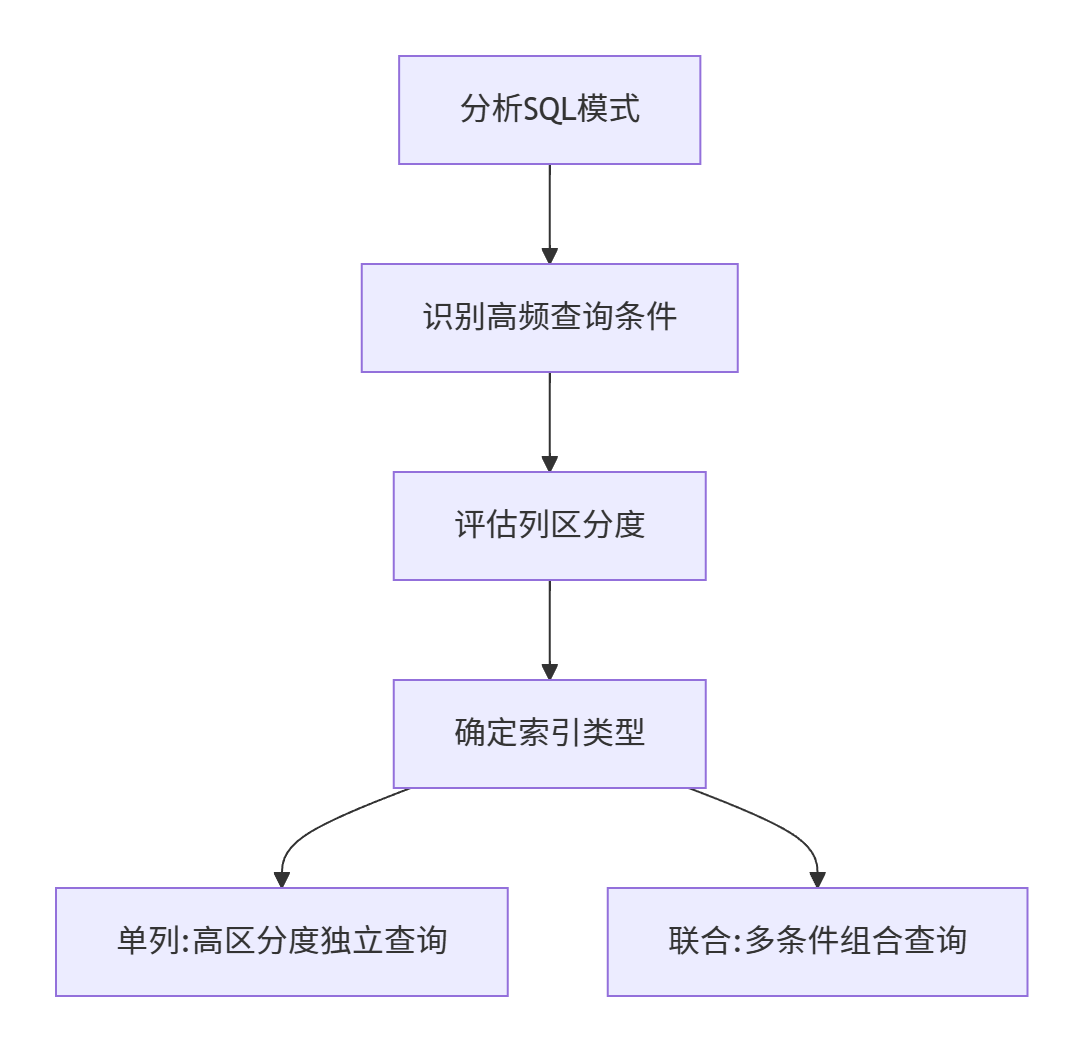 分析SQL模式
识别高频查询条件
评估列区分度
确定索引类型
单列:高区分度独立查询
联合:多条件组合查询